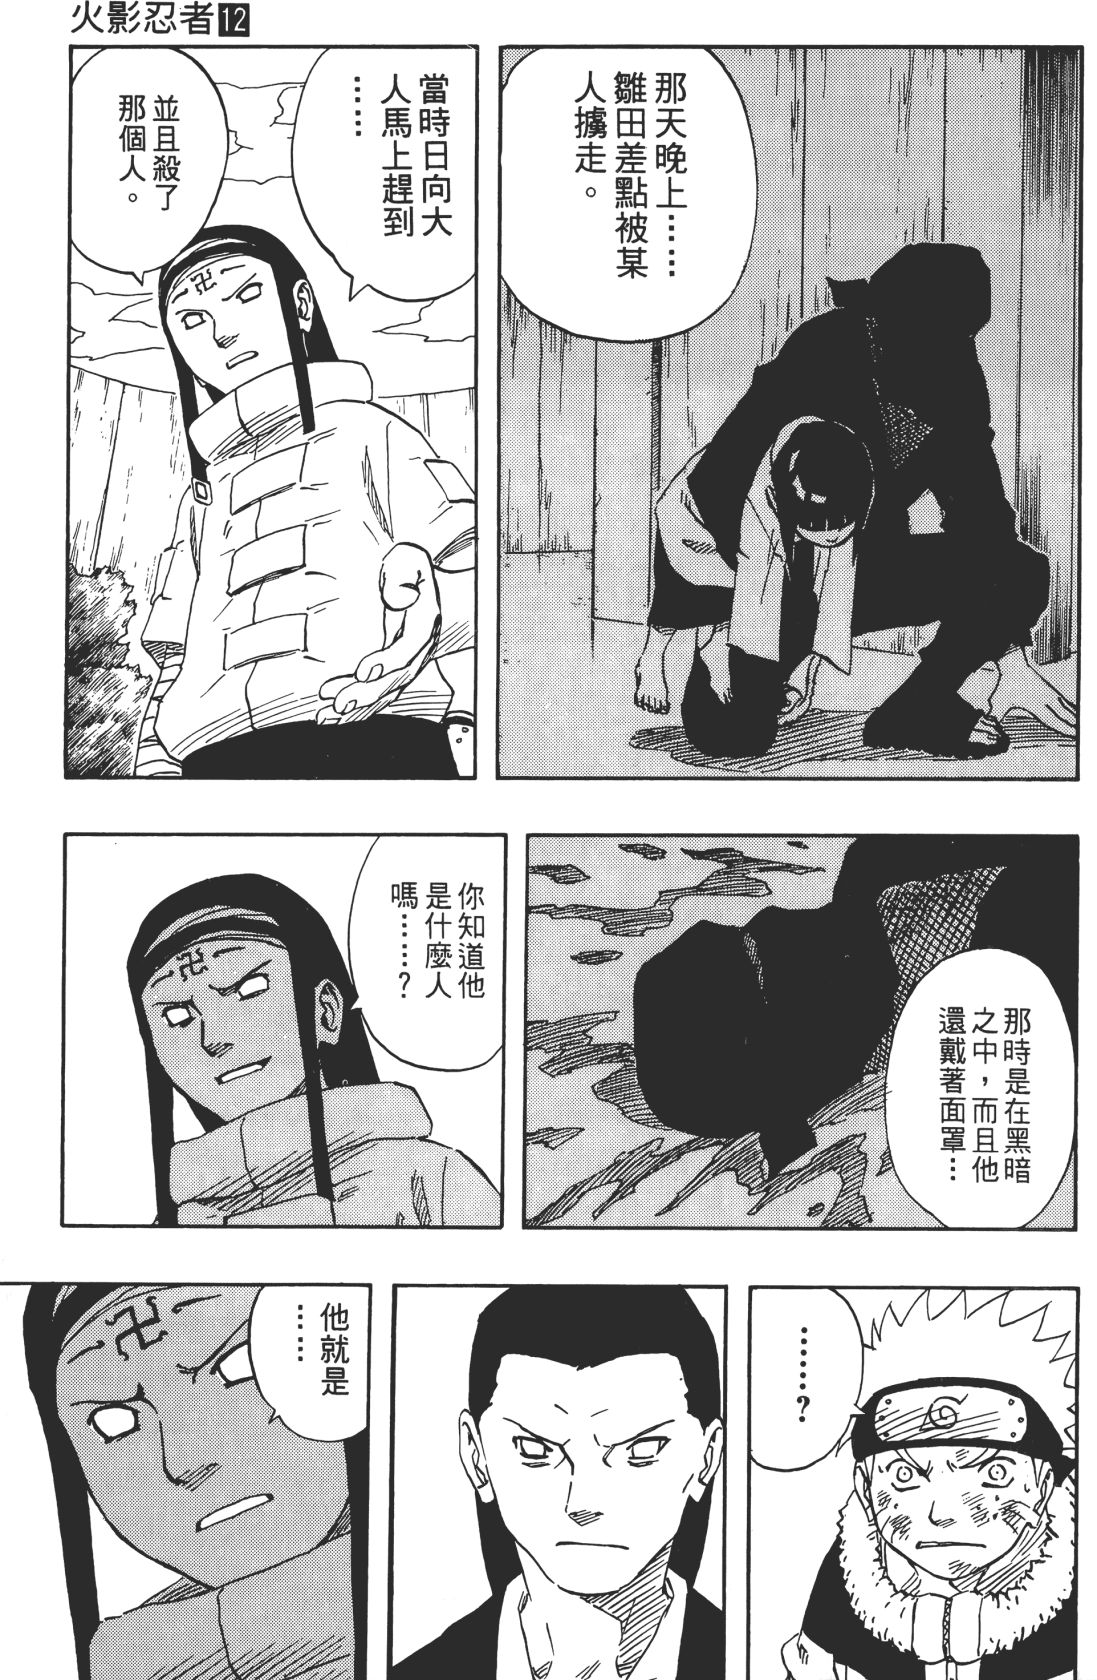 火影忍者12
那天晚上……
雛田差點被某
人擄走。
當時日向大
人馬上趕到
……
並且殺了
那個人。
那時是在黑暗
之中，而且他
還戴著面罩…
你知道他
是什麼人
嗎……？
……？
他就是
……